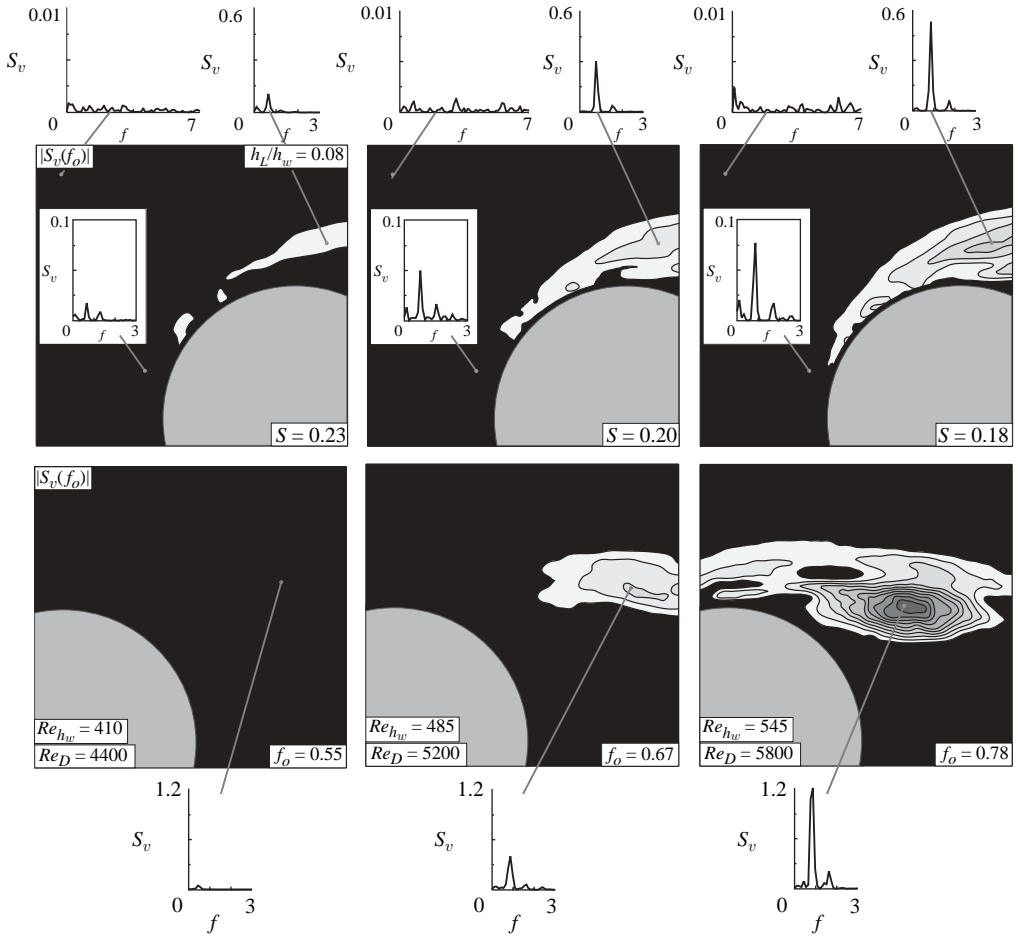 0.01
0.6
0.01
0.6
0.01
0.6
S_v
S_v
S_v
S_v
S_v
S_v
0 f 7
0 f 3
0 f 7
0 f 3
0 f 7
0 f 3
|S_v(f_o)|
h_L/h_w = 0.08
0.1
S_v
0 f 3
0.1
S_v
0 f 3
0.1
S_v
0 f 3
S = 0.23
S = 0.20
S = 0.18
|S_v(f_o)|
Re_{h_w} = 410
Re_D = 4400
f_o = 0.55
Re_{h_w} = 485
Re_D = 5200
f_o = 0.67
Re_{h_w} = 545
Re_D = 5800
f_o = 0.78
1.2
S_v
0 3
f
1.2
S_v
0 3
f
1.2
S_v
0 3
f